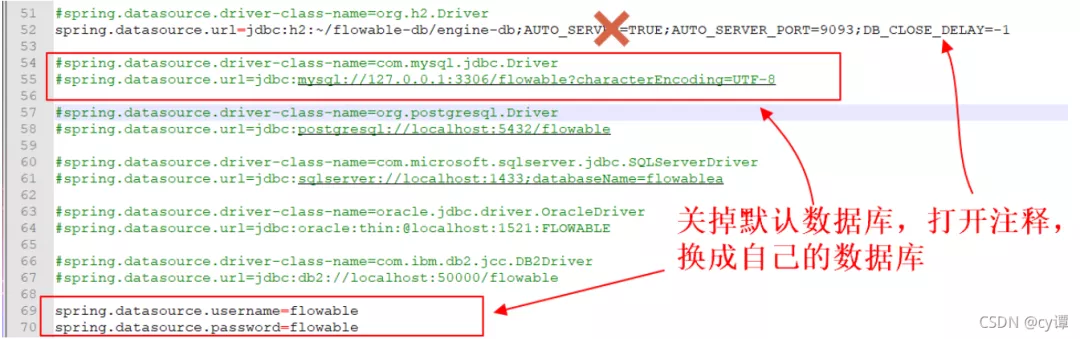 51 #spring.datasource.driver-class-name=org.h2.Driver
52 spring.datasource.url=jdbc:h2:~/flowable-db/engine-db;AUTO_SERVER=TRUE;AUTO_SERVER_PORT=9093;DB_CLOSE_DELAY=-1
53
54 #spring.datasource.driver-class-name=com.mysql.jdbc.Driver
55 #spring.datasource.url=jdbc:mysql://127.0.0.1:3306/flowable?characterEncoding=UTF-8
56
57 #spring.datasource.driver-class-name=org.postgresql.Driver
58 #spring.datasource.url=jdbc:postgresql://localhost:5432/flowable
59
60 #spring.datasource.driver-class-name=com.microsoft.sqlserver.jdbc.SQLServerDriver
61 #spring.datasource.url=jdbc:sqlserver://localhost:1433;databaseName=flowablea
62
63 #spring.datasource.driver-class-name=oracle.jdbc.driver.OracleDriver
64 #spring.datasource.url=jdbc:oracle:thin:@localhost:1521:FLOWABLE
65
66 #spring.datasource.driver-class-name=com.ibm.db2.jcc.DB2Driver
67 #spring.datasource.url=jdbc:db2://localhost:50000/flowable
68
69 spring.datasource.username=flowable
70 spring.datasource.password=flowable
关掉默认数据库，打开注释，
换成自己的数据库
CSDN @cy谭